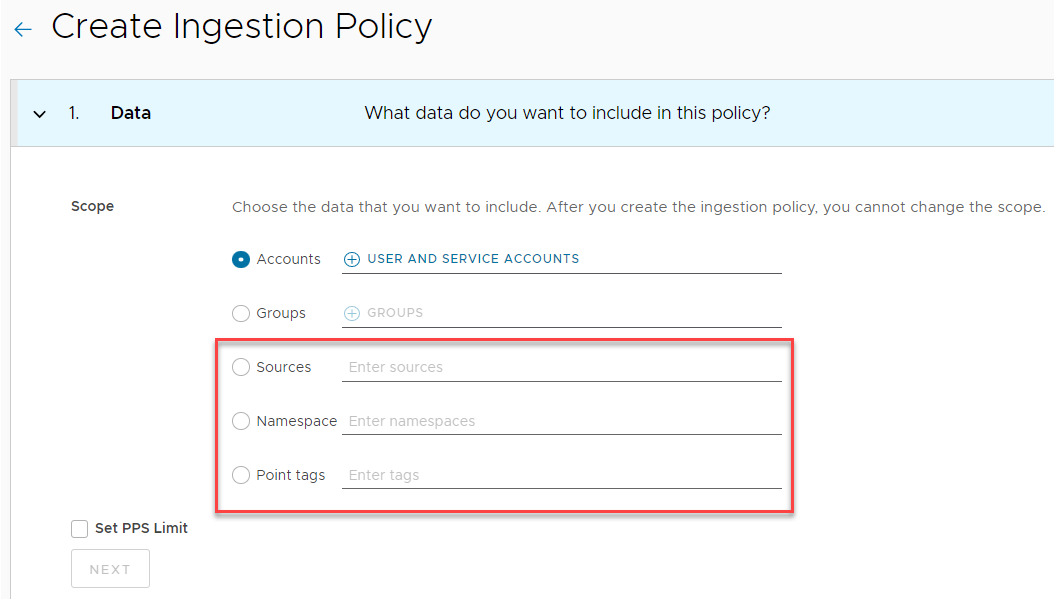 Create Ingestion Policy
1. Data What data do you want to include in this policy?
Scope Choose the data that you want to include. After you create the ingestion policy, you cannot change the scope.
Accounts USER AND SERVICE ACCOUNTS
Groups GROUPS
Sources Enter sources
Namespace Enter namespaces
Point tags Enter tags
Set PPS Limit
NEXT